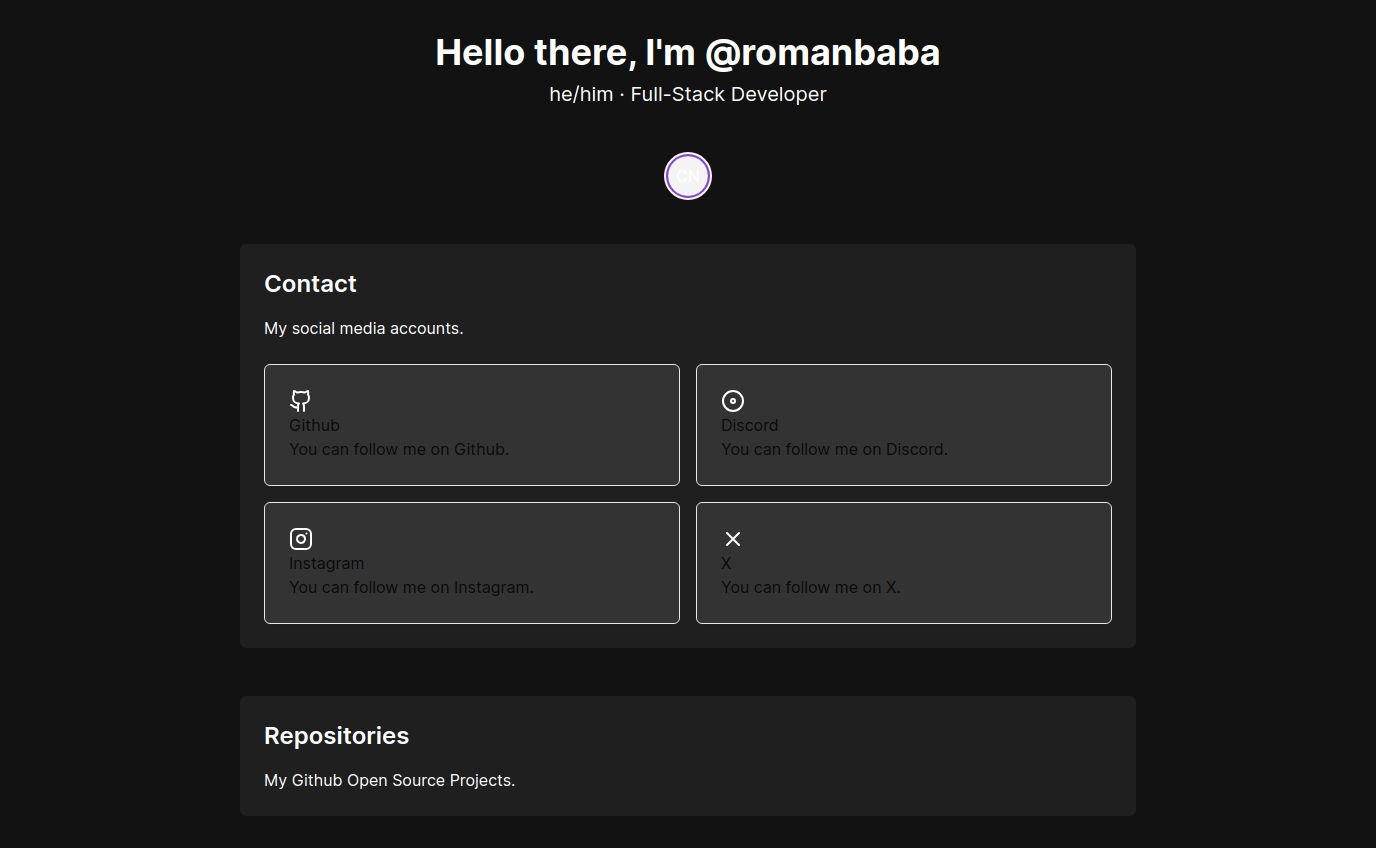 Hello there, I'm @romanbaba
he/him · Full-Stack Developer
CN
Contact
My social media accounts.
Github
You can follow me on Github.
Discord
You can follow me on Discord.
Instagram
You can follow me on Instagram.
X
You can follow me on X.
Repositories
My Github Open Source Projects.